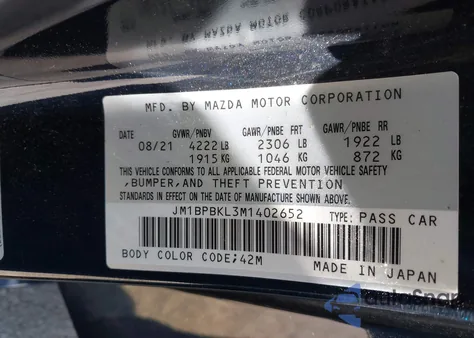 MFD. BY MAZDA MOTOR CORPORATION
DATE GVWR/PNBV GAWR/PNBE FRT GAWR/PNBE RR
08/21 4222 LB 2306 LB 1922 LB
1915 KG 1046 KG 872 KG
THIS VEHICLE CONFORMS TO ALL APPLICABLE FEDERAL MOTOR VEHICLE SAFETY
,BUMPER,AND THEFT PREVENTION
STANDARDS IN EFFECT ON THE DATE OF MANUFACTURE SHOWN ABOVE.
JM1BPBKL3M1402652 TYPE: PASS CAR
BODY COLOR CODE;42M MADE IN JAPAN